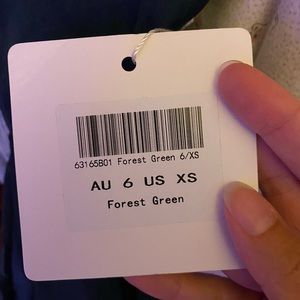 63165B01 Forest Green 6/XS
AU 6 US XS
Forest Green